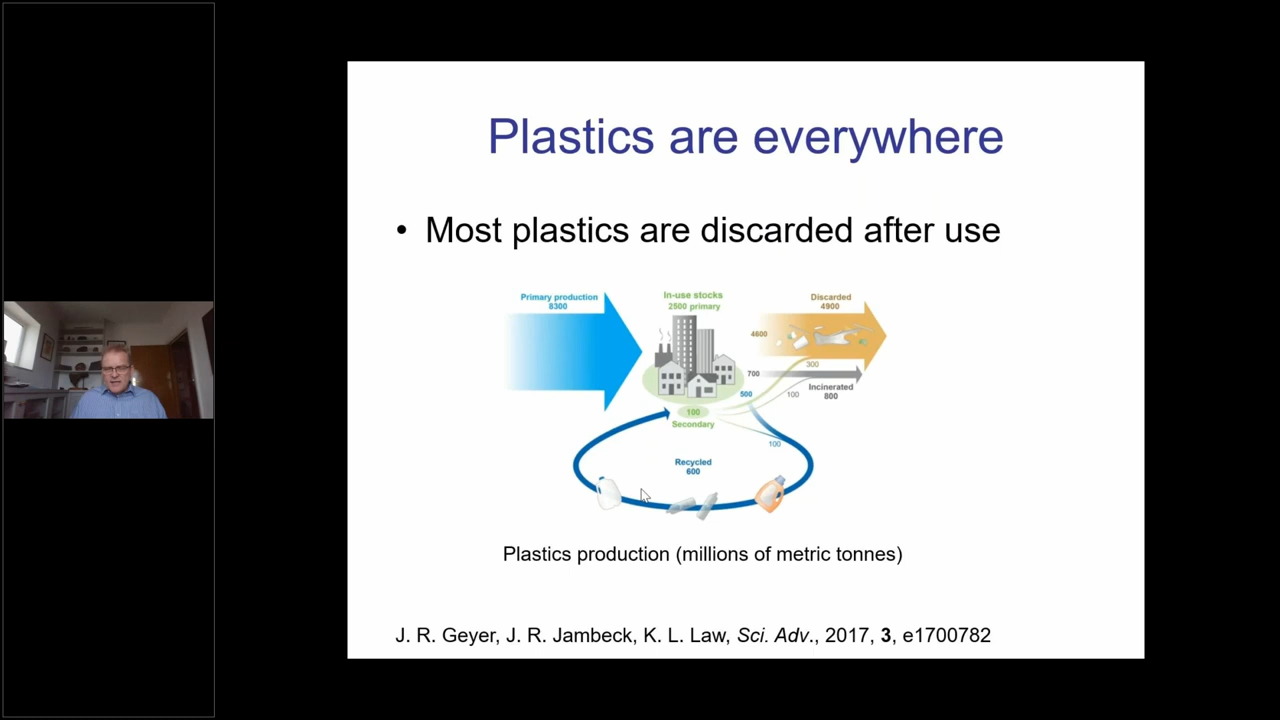 Plastics are everywhere
• Most plastics are discarded after use
Primary production
8300
In-use stocks
2500 primary
Discarded
4900
4600
300
700
Incinerated
800
500
100
100
Secondary
100
Recycled
600
Plastics production (millions of metric tonnes)
J. R. Geyer, J. R. Jambeck, K. L. Law, Sci. Adv., 2017, 3, e1700782